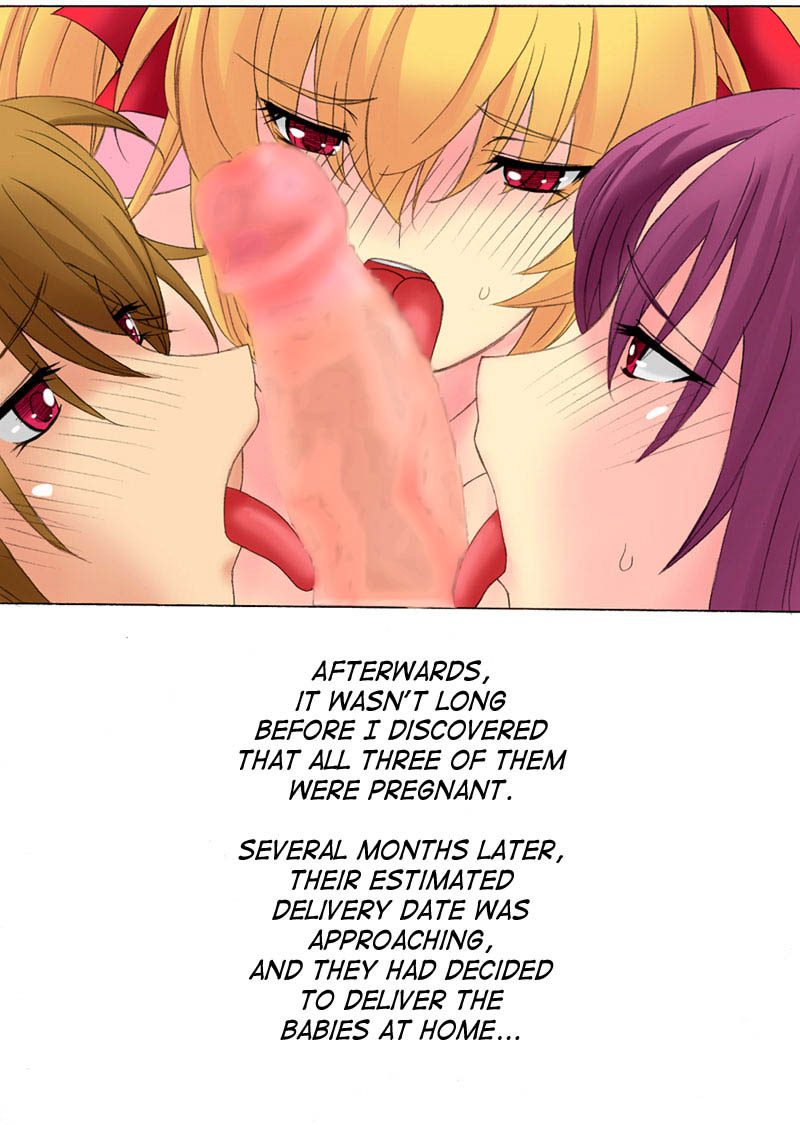 AFTERWARDS,
IT WASN'T LONG
BEFORE I DISCOVERED
THAT ALL THREE OF THEM
WERE PREGNANT.
SEVERAL MONTHS LATER,
THEIR ESTIMATED
DELIVERY DATE WAS
APPROACHING,
AND THEY HAD DECIDED
TO DELIVER THE
BABIES AT HOME...